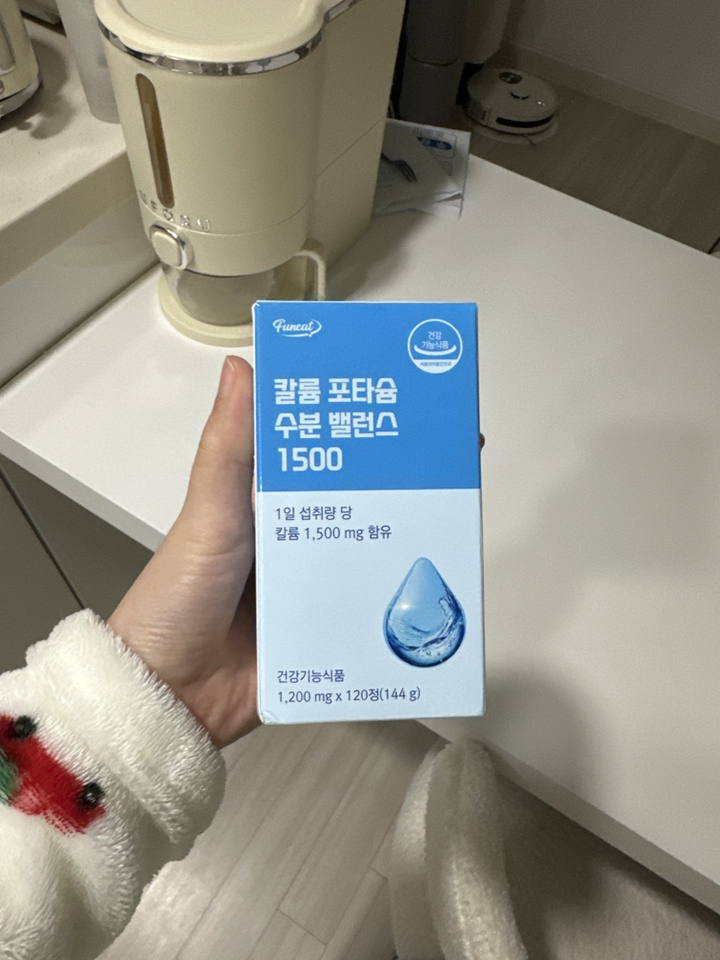 Funeat
건강
기능식품
칼륨 포타슘
수분 밸런스
1500
1일 섭취량 당
칼륨 1,500 mg 함유
건강기능식품
1,200 mg x 120정(144 g)